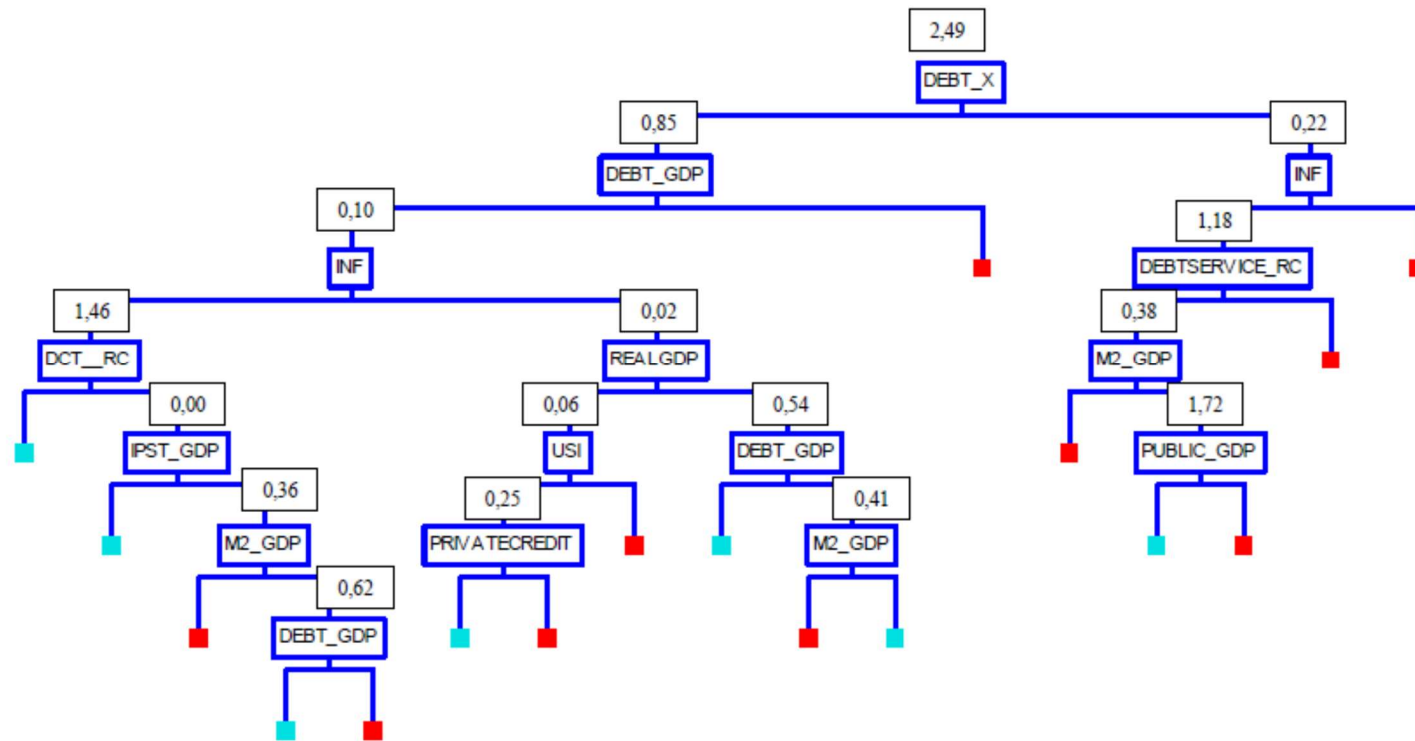 2,49
DEBT_X
0,85
0,22
DEBT_GDP
INF
0,10
1,18
INF
DEBTSERVICE_RC
1,46
0,02
0,38
DCT__RC
REALGDP
M2_GDP
0,00
0,06
0,54
1,72
IPST_GDP
USI
DEBT_GDP
PUBLIC_GDP
0,36
0,25
0,41
M2_GDP
PRIVATECREDIT
M2_GDP
0,62
DEBT_GDP